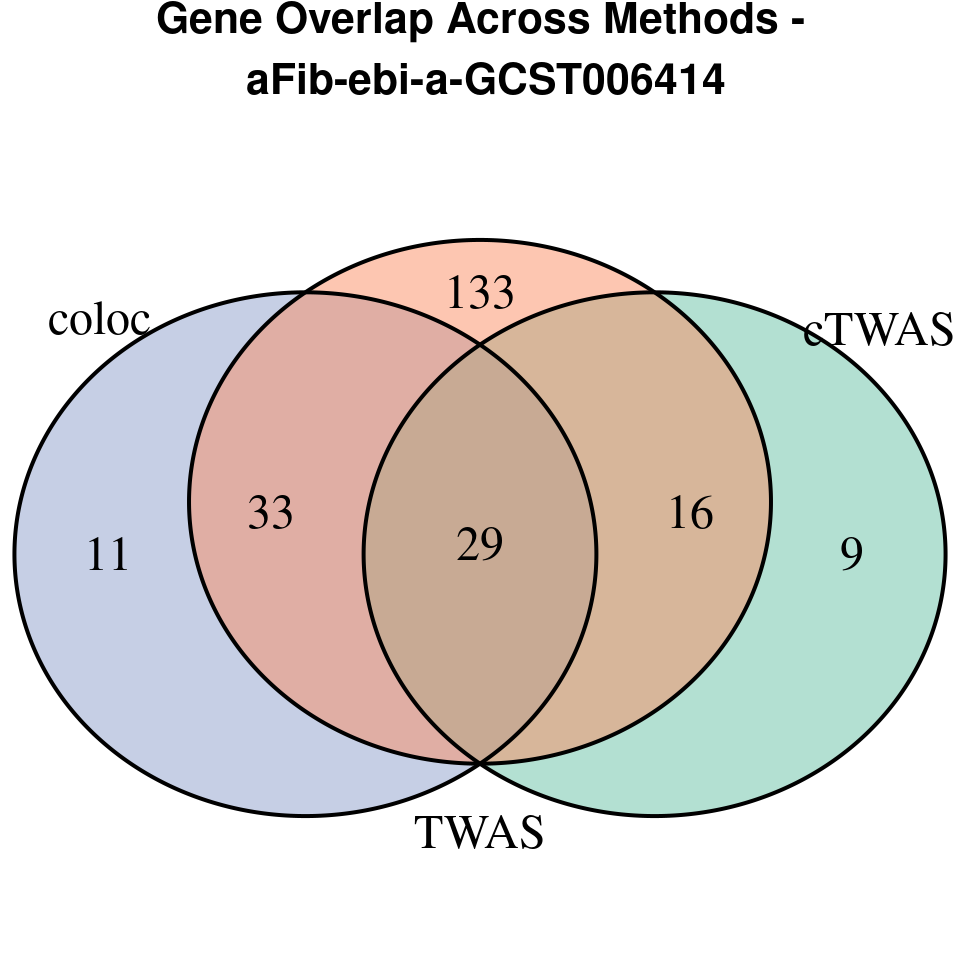 Gene Overlap Across Methods -
aFib-ebi-a-GCST006414
133
coloc
cTWAS
33
16
29
11
9
TWAS